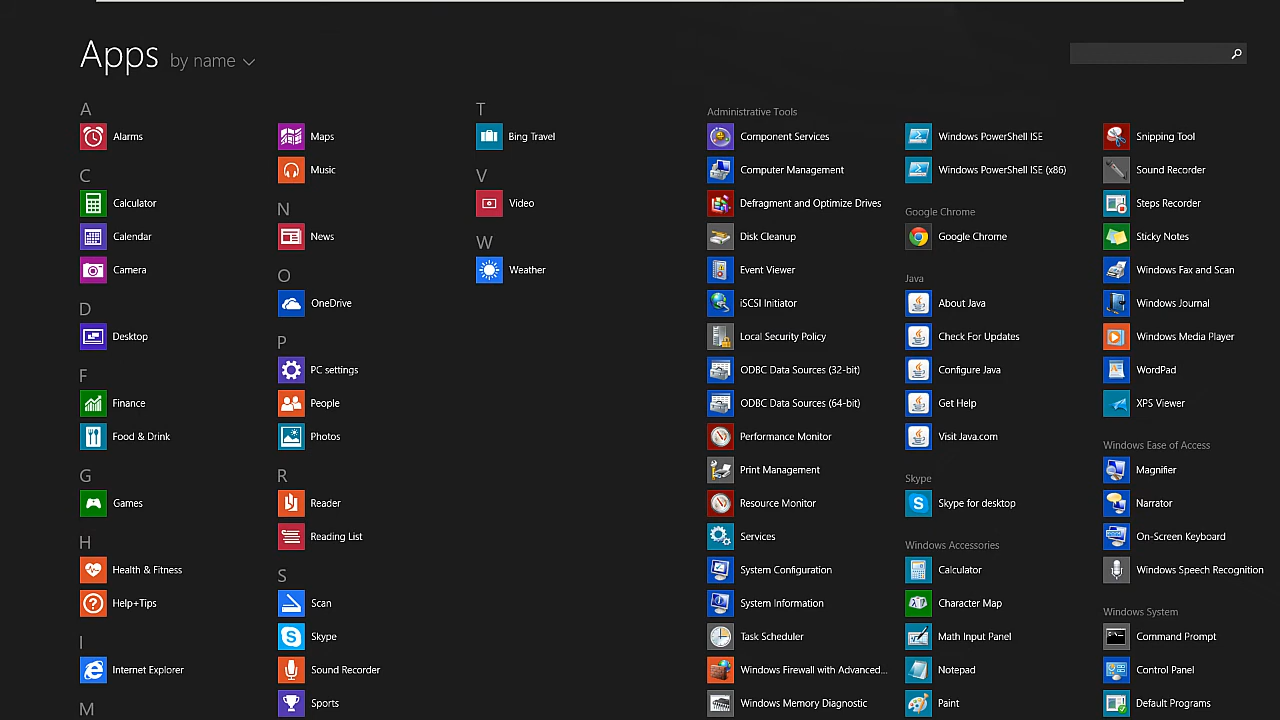 Apps by name
A
Alarms
C
Calculator
Calendar
Camera
D
Desktop
F
Finance
Food & Drink
G
Games
H
Health & Fitness
Help+Tips
I
Internet Explorer
M
Maps
Music
N
News
O
OneDrive
P
PC settings
People
Photos
R
Reader
Reading List
S
Scan
Skype
Sound Recorder
Sports
T
Bing Travel
V
Video
W
Weather
Administrative Tools
Component Services
Computer Management
Defragment and Optimize Drives
Disk Cleanup
Event Viewer
iSCSI Initiator
Local Security Policy
ODBC Data Sources (32-bit)
ODBC Data Sources (64-bit)
Performance Monitor
Print Management
Resource Monitor
Services
System Configuration
System Information
Task Scheduler
Windows Firewall with Advanced...
Windows Memory Diagnostic
Windows PowerShell ISE
Windows PowerShell ISE (x86)
Google Chrome
Google Chrome
Java
About Java
Check For Updates
Configure Java
Get Help
Visit Java.com
Skype
Skype for desktop
Windows Accessories
Calculator
Character Map
Math Input Panel
Notepad
Paint
Snipping Tool
Sound Recorder
Steps Recorder
Sticky Notes
Windows Fax and Scan
Windows Journal
Windows Media Player
WordPad
XPS Viewer
Windows Ease of Access
Magnifier
Narrator
On-Screen Keyboard
Windows Speech Recognition
Windows System
Command Prompt
Control Panel
Default Programs